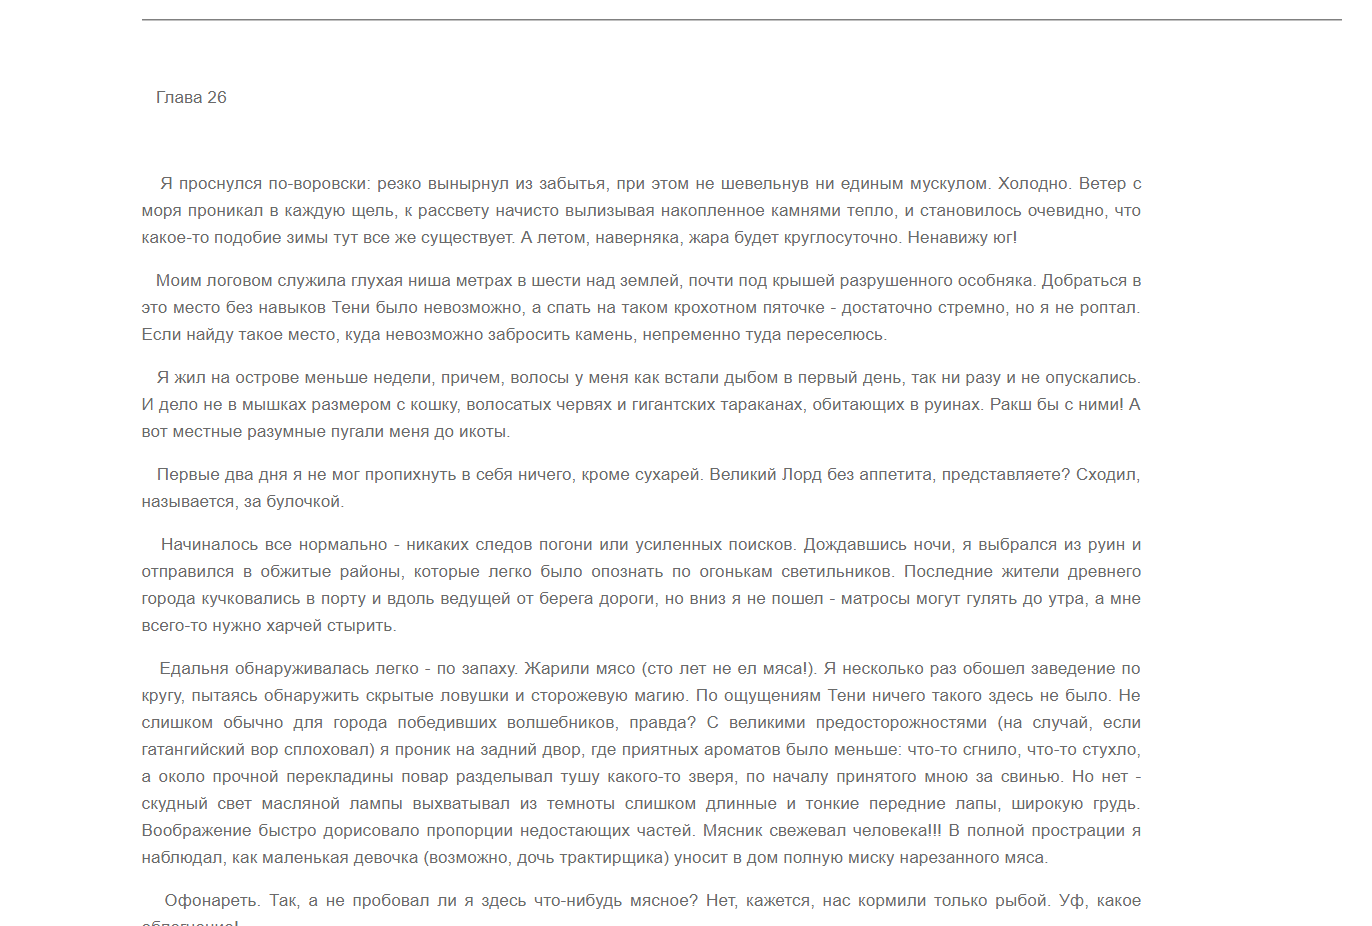 Глава 26
Я проснулся по-воровски: резко вынырнул из забытья, при этом не шевельнув ни единым мускулом. Холодно. Ветер с
моря проникал в каждую щель, к рассвету начисто вылизывая накопленное камнями тепло, и становилось очевидно, что
какое-то подобие зимы тут все же существует. А летом, наверняка, жара будет круглосуточно. Ненавижу юг!
Моим логовом служила глухая ниша метрах в шести над землей, почти под крышей разрушенного особняка. Добраться в
это место без навыков Тени было невозможно, а спать на таком крохотном пяточке - достаточно стремно, но я не роптал.
Если найду такое место, куда невозможно забросить камень, непременно туда переселюсь.
Я жил на острове меньше недели, причем, волосы у меня как встали дыбом в первый день, так ни разу и не опускались.
И дело не в мышках размером с кошку, волосатых червях и гигантских тараканах, обитающих в руинах. Ракш бы с ними! А
вот местные разумные пугали меня до икоты.
Первые два дня я не мог пропихнуть в себя ничего, кроме сухарей. Великий Лорд без аппетита, представляете? Сходил,
называется, за булочкой.
Начиналось все нормально - никаких следов погони или усиленных поисков. Дождавшись ночи, я выбрался из руин и
отправился в обжитые районы, которые легко было опознать по огонькам светильников. Последние жители древнего
города кучковались в порту и вдоль ведущей от берега дороги, но вниз я не пошел - матросы могут гулять до утра, а мне
всего-то нужно харчей стырить.
Едальня обнаруживалась легко - по запаху. Жарили мясо (сто лет не ел мяса!). Я несколько раз обошел заведение по
кругу, пытаясь обнаружить скрытые ловушки и сторожевую магию. По ощущениям Тени ничего такого здесь не было. Не
слишком обычно для города победивших волшебников, правда? С великими предосторожностями (на случай, если
гатангийский вор сплоховал) я проник на задний двор, где приятных ароматов было меньше: что-то сгнило, что-то стухло,
а около прочной перекладины повар разделывал тушу какого-то зверя, по началу принятого мною за свинью. Но нет -
скудный свет масляной лампы выхватывал из темноты слишком длинные и тонкие передние лапы, широкую грудь.
Воображение быстро дорисовало пропорции недостающих частей. Мясник свежевал человека!!! В полной прострации я
наблюдал, как маленькая девочка (возможно, дочь трактирщика) уносит в дом полную миску нарезанного мяса.
Офонареть. Так, а не пробовал ли я здесь что-нибудь мясное? Нет, кажется, нас кормили только рыбой. Уф, какое